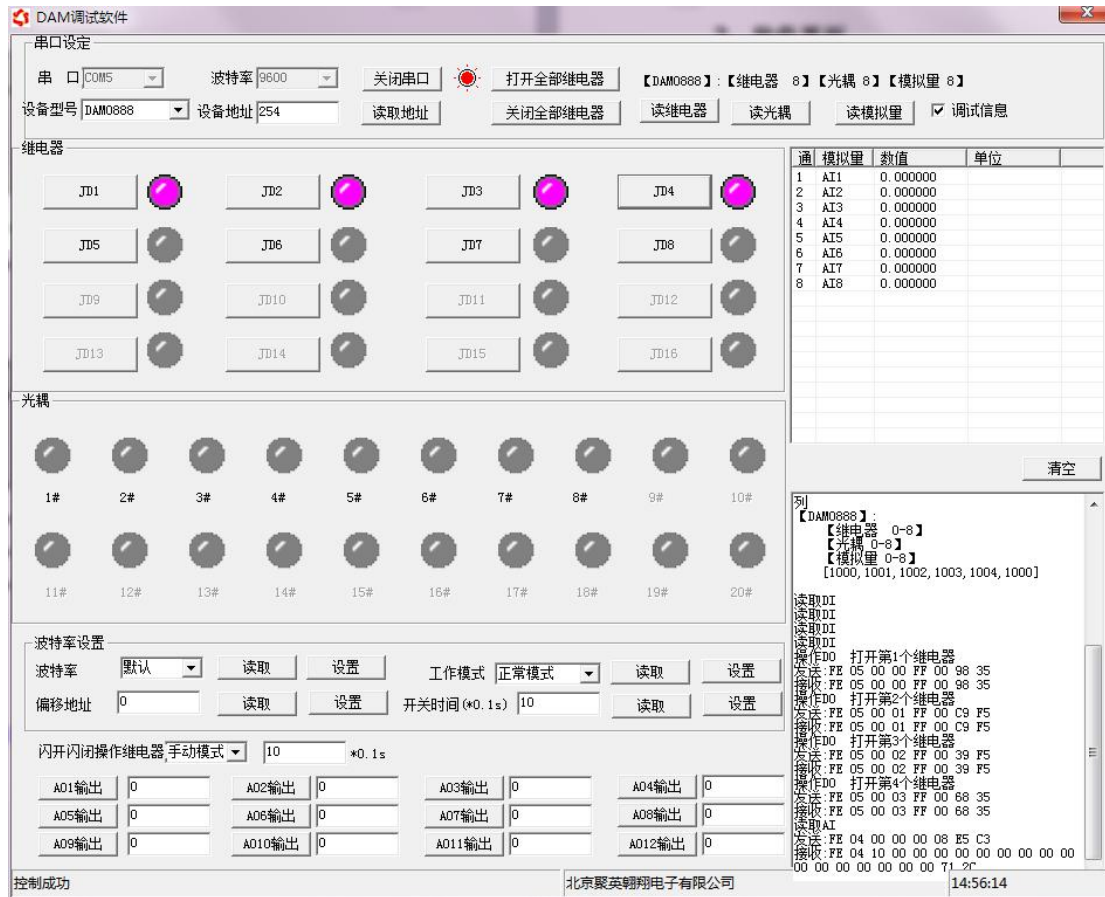 DAM调试软件
串口设定
串 口 COM5 波特率 9600 关闭串口 打开全部继电器 【DAM0888】:【继电器 8】【光耦 8】【模拟量 8】
设备型号 DAM0888 设备地址 254 读取地址 关闭全部继电器 读继电器 读光耦 读模拟量 调试信息
继电器
JD1 JD2 JD3 JD4
JD5 JD6 JD7 JD8
JD9 JD10 JD11 JD12
JD13 JD14 JD15 JD16
通 模拟量 数值 单位
1 AI1 0.000000
2 AI2 0.000000
3 AI3 0.000000
4 AI4 0.000000
5 AI5 0.000000
6 AI6 0.000000
7 AI7 0.000000
8 AI8 0.000000
光耦
1# 2# 3# 4# 5# 6# 7# 8# 9# 10#
11# 12# 13# 14# 15# 16# 17# 18# 19# 20#
清空
列
【DAM0888】:
【继电器 0-8】
【光耦 0-8】
【模拟量 0-8】
[1000,1001,1002,1003,1004,1000]
读取DI
读取DI
读取DI
读取DI
操作DO 打开第1个继电器
发送:FE 05 00 00 FF 00 98 35
接收:FE 05 00 00 FF 00 98 35
操作DO 打开第2个继电器
发送:FE 05 00 01 FF 00 C9 F5
接收:FE 05 00 01 FF 00 C9 F5
操作DO 打开第3个继电器
发送:FE 05 00 02 FF 00 39 F5
接收:FE 05 00 02 FF 00 39 F5
操作DO 打开第4个继电器
发送:FE 05 00 03 FF 00 68 35
接收:FE 05 00 03 FF 00 68 35
读取AI
发送:FE 04 00 00 00 08 E5 C3
接收:FE 04 10 00 00 00 00 00 00 00 00 00
00 00 00 00 00 00 00 71 2C
波特率设置
波特率 默认 读取 设置 工作模式 正常模式 读取 设置
偏移地址 0 读取 设置 开关时间(*0.1s) 10 读取 设置
闪开闪闭操作继电器 手动模式 10 *0.1s
AO1输出 0 AO2输出 0 AO3输出 0 AO4输出 0
AO5输出 0 AO6输出 0 AO7输出 0 AO8输出 0
AO9输出 0 AO10输出 0 AO11输出 0 AO12输出 0
控制成功 北京聚英翱翔电子有限公司 14:56:14